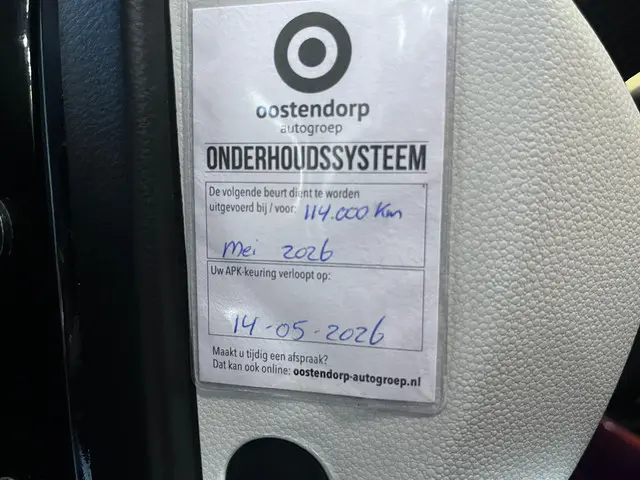 oostendorp
autogroep
ONDERHOUDSSYSTEEM
De volgende beurt dient te worden
uitgevoerd bij / voor: 114.000 Km
Mei 2026
Uw APK-keuring verloopt op:
14-05-2026
Maakt u tijdig een afspraak?
Dat kan ook online: oostendorp-autogroep.nl